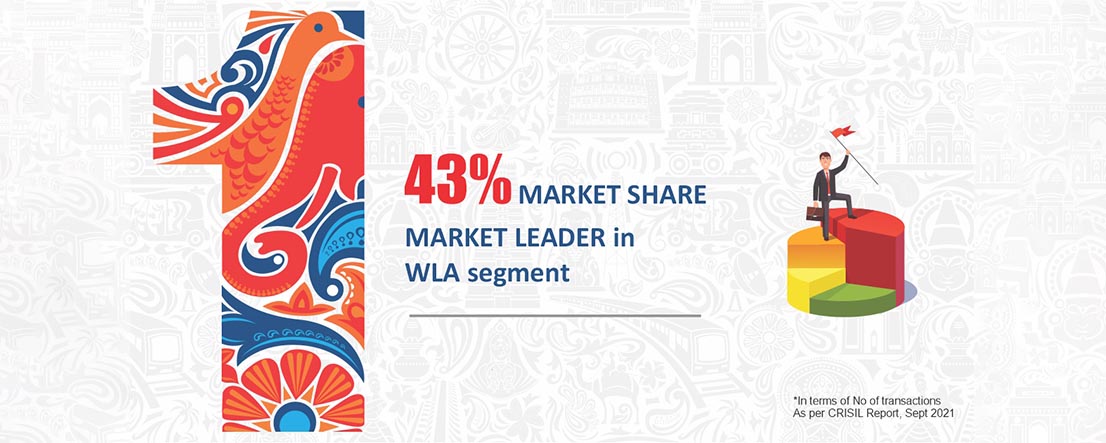 1
43% MARKET SHARE
MARKET LEADER in
WLA segment
*In terms of No of transactions
As per CRISIL Report, Sept 2021